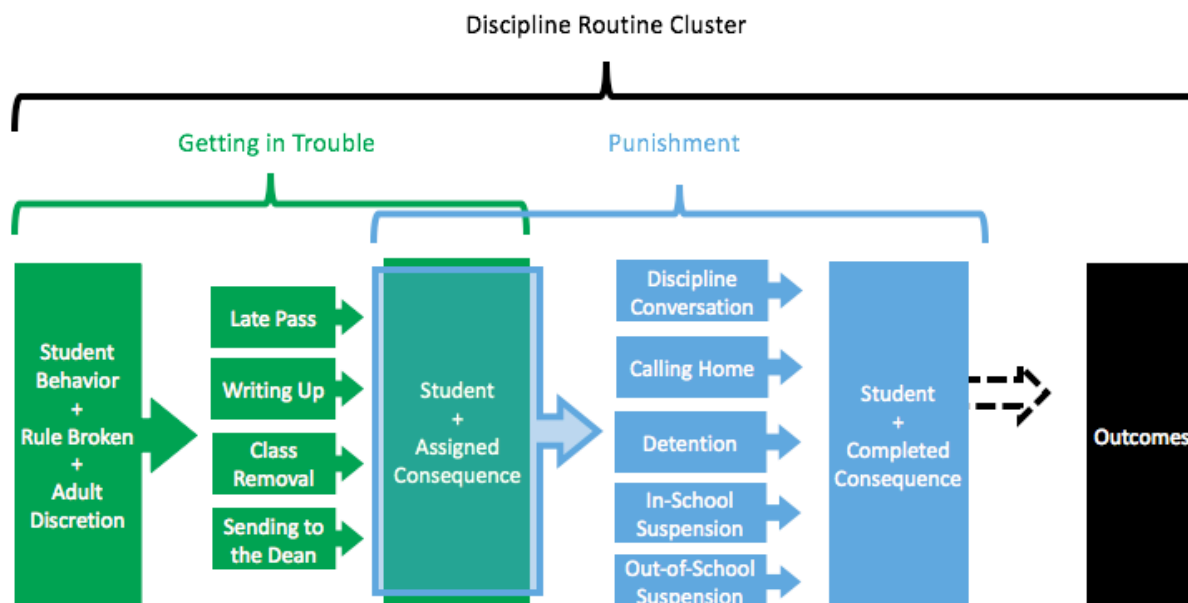 Discipline Routine Cluster
Getting in Trouble
Punishment
Student
Behavior
+
Rule Broken
+
Adult
Discretion
Late Pass
Writing Up
Class
Removal
Sending to
the Dean
Student
+
Assigned
Consequence
Discipline
Conversation
Calling Home
Detention
In-School
Suspension
Out-of-School
Suspension
Student
+
Completed
Consequence
Outcomes